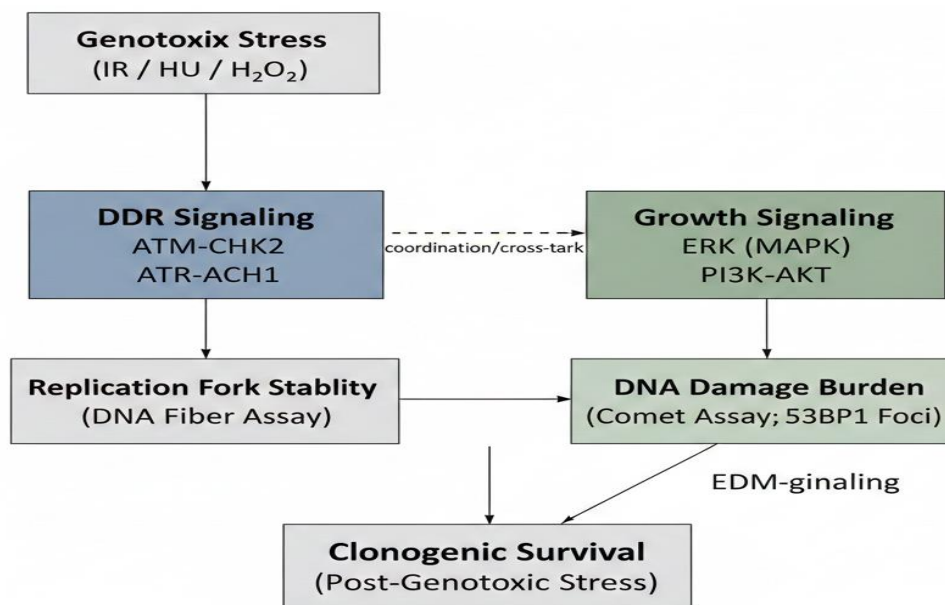 Genotoxix Stress
(IR / HU / H₂O₂)
DDR Signaling
ATM-CHK2
ATR-ACH1
coordination/cross-tark
Growth Signaling
ERK (MAPK)
PI3K-AKT
Replication Fork Stablity
(DNA Fiber Assay)
DNA Damage Burden
(Comet Assay; 53BP1 Foci)
EDM-ginaling
Clonogenic Survival
(Post-Genotoxic Stress)